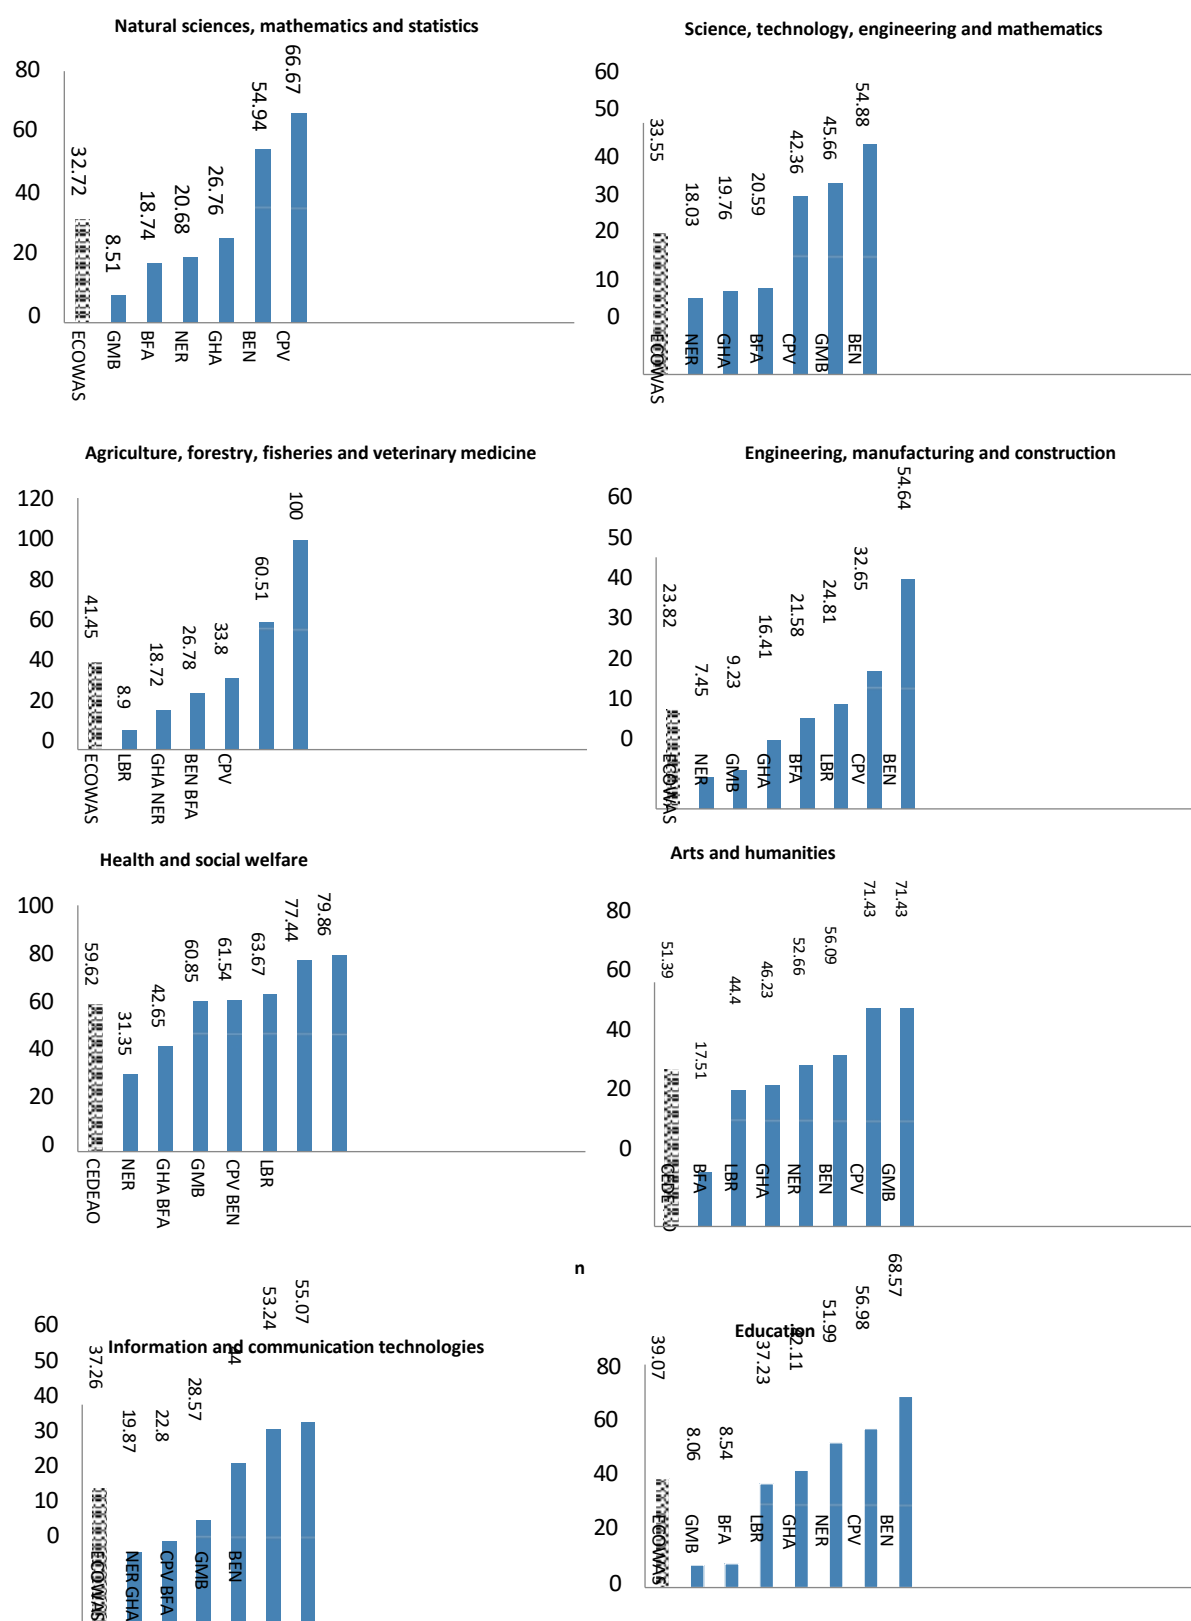 Natural sciences, mathematics and statistics
80
60
40
20
0
32.72
8.51
18.74
20.68
26.76
54.94
66.67
ECOWAS
GMB
BFA
NER
GHA
BEN
CPV
Science, technology, engineering and mathematics
60
50
40
30
20
10
0
33.55
18.03
19.76
20.59
42.36
45.66
54.88
ECOWAS
NER
GHA
BFA
CPV
GMB
BEN
Agriculture, forestry, fisheries and veterinary medicine
120
100
80
60
40
20
0
41.45
8.9
18.72
26.78
33.8
60.51
100
ECOWAS
LBR
GHA NER
BEN BFA
CPV
Engineering, manufacturing and construction
60
50
40
30
20
10
0
23.82
7.45
9.23
16.41
21.58
24.81
32.65
54.64
ECOWAS
NER
GMB
GHA
BFA
LBR
CPV
BEN
Health and social welfare
100
80
60
40
20
0
59.62
31.35
42.65
60.85
61.54
63.67
77.44
79.86
CEDEAO
NER
GHA BFA
GMB
CPV BEN
LBR
Arts and humanities
80
60
40
20
0
51.39
17.51
44.4
46.23
52.66
56.09
71.43
71.43
CEDEAO
BFA
LBR
GHA
NER
BEN
CPV
GMB
n
Information and communication technologies
60
50
40
30
20
10
0
37.26
19.87
22.8
28.57
44
53.24
55.07
ECOWAS
NER GHA
CPV BFA
GMB
BEN
Education
80
60
40
20
0
39.07
8.06
8.54
37.23
42.11
51.99
56.98
68.57
ECOWAS
GMB
BFA
LBR
GHA
NER
CPV
BEN